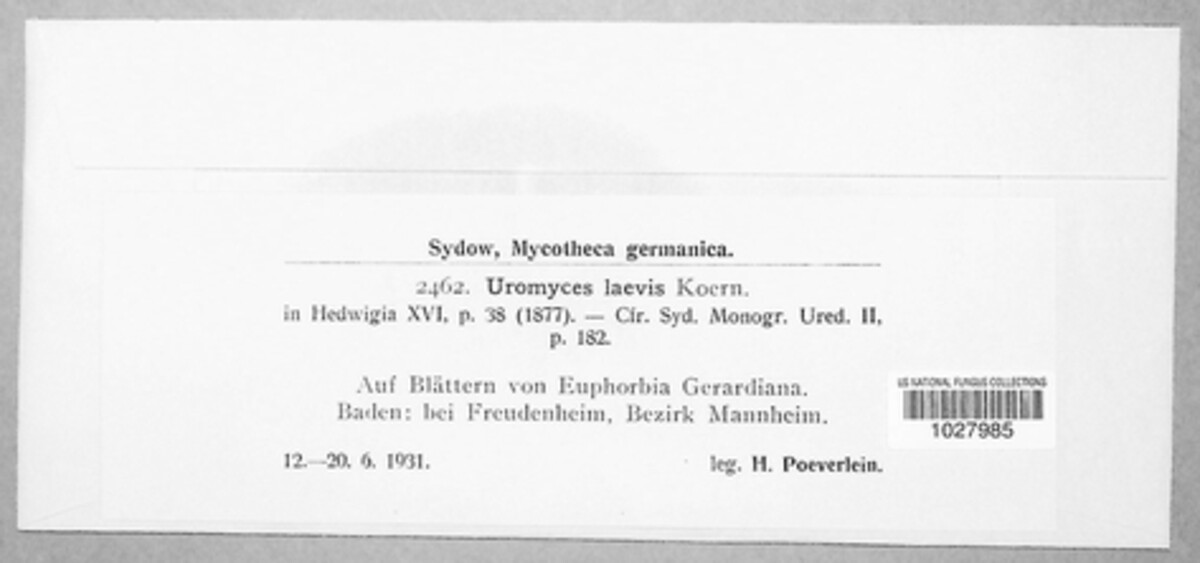 Sydow, Mycotheca germanica.
2462. Uromyces laevis Koern.
in Hedwigia XVI, p. 38 (1877). — Cfr. Syd. Monogr. Ured. II,
p. 182.
Auf Blättern von Euphorbia Gerardiana.
Baden: bei Freudenheim, Bezirk Mannheim.
12.—20. 6. 1931. leg. H. Poeverlein.
US NATIONAL FUNGUS COLLECTIONS
1027985